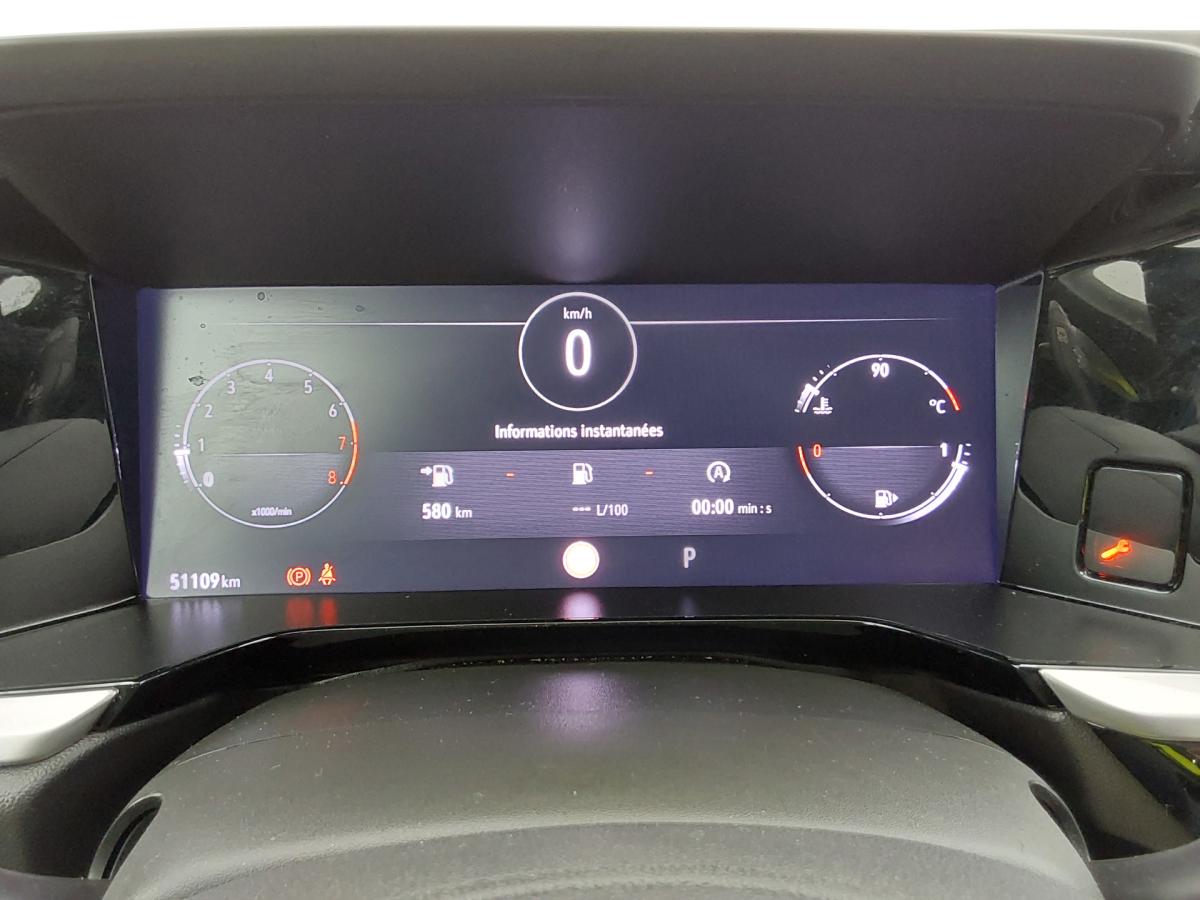 km/h
0
4
3
5
2
6
1
7
0
8
x1000/min
90
°C
0
1
Informations instantanées
- -
A
580 km
--- L/100
00:00 min : s
51109 km
P
P